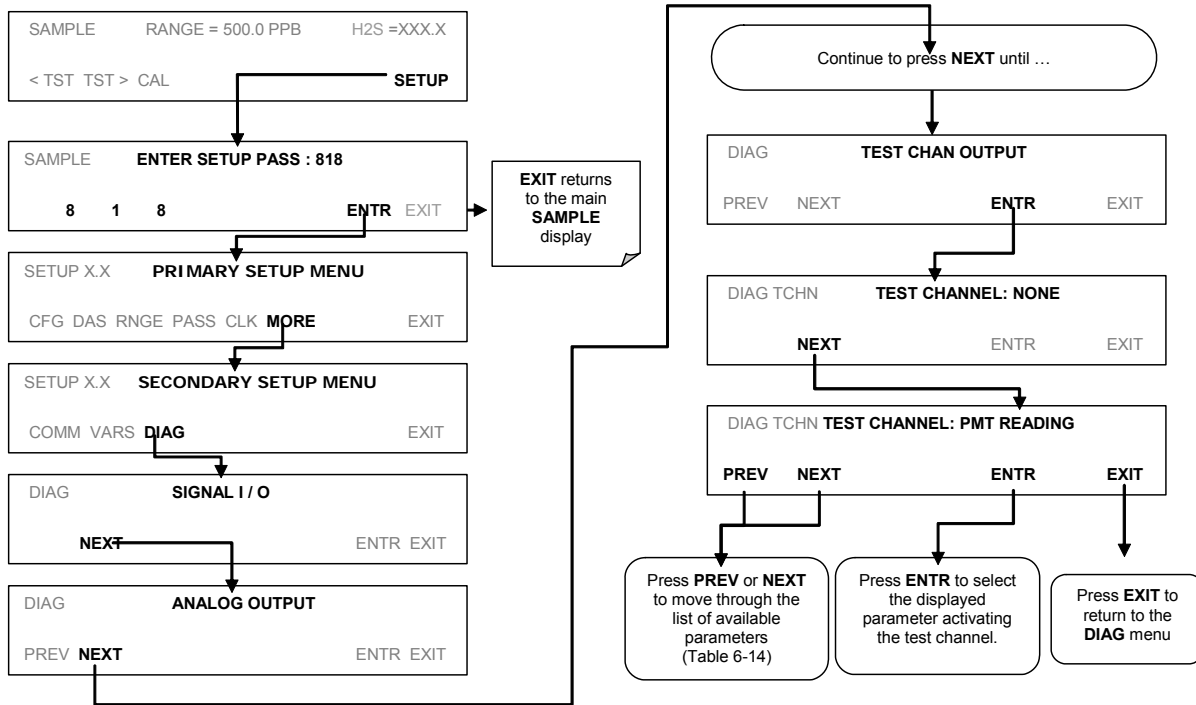 SAMPLE RANGE = 500.0 PPB H2S =XXX.X
< TST TST > CAL SETUP
SAMPLE ENTER SETUP PASS : 818
8 1 8 ENTR EXIT
EXIT returns
to the main
SAMPLE
display
SETUP X.X PRIMARY SETUP MENU
CFG DAS RNGE PASS CLK MORE EXIT
SETUP X.X SECONDARY SETUP MENU
COMM VARS DIAG EXIT
DIAG SIGNAL I / O
NEXT ENTR EXIT
DIAG ANALOG OUTPUT
PREV NEXT ENTR EXIT
Continue to press NEXT until …
DIAG TEST CHAN OUTPUT
PREV NEXT ENTR EXIT
DIAG TCHN TEST CHANNEL: NONE
NEXT ENTR EXIT
DIAG TCHN TEST CHANNEL: PMT READING
PREV NEXT ENTR EXIT
Press PREV or NEXT
to move through the
list of available
parameters
(Table 6-14)
Press ENTR to select
the displayed
parameter activating
the test channel.
Press EXIT to
return to the
DIAG menu